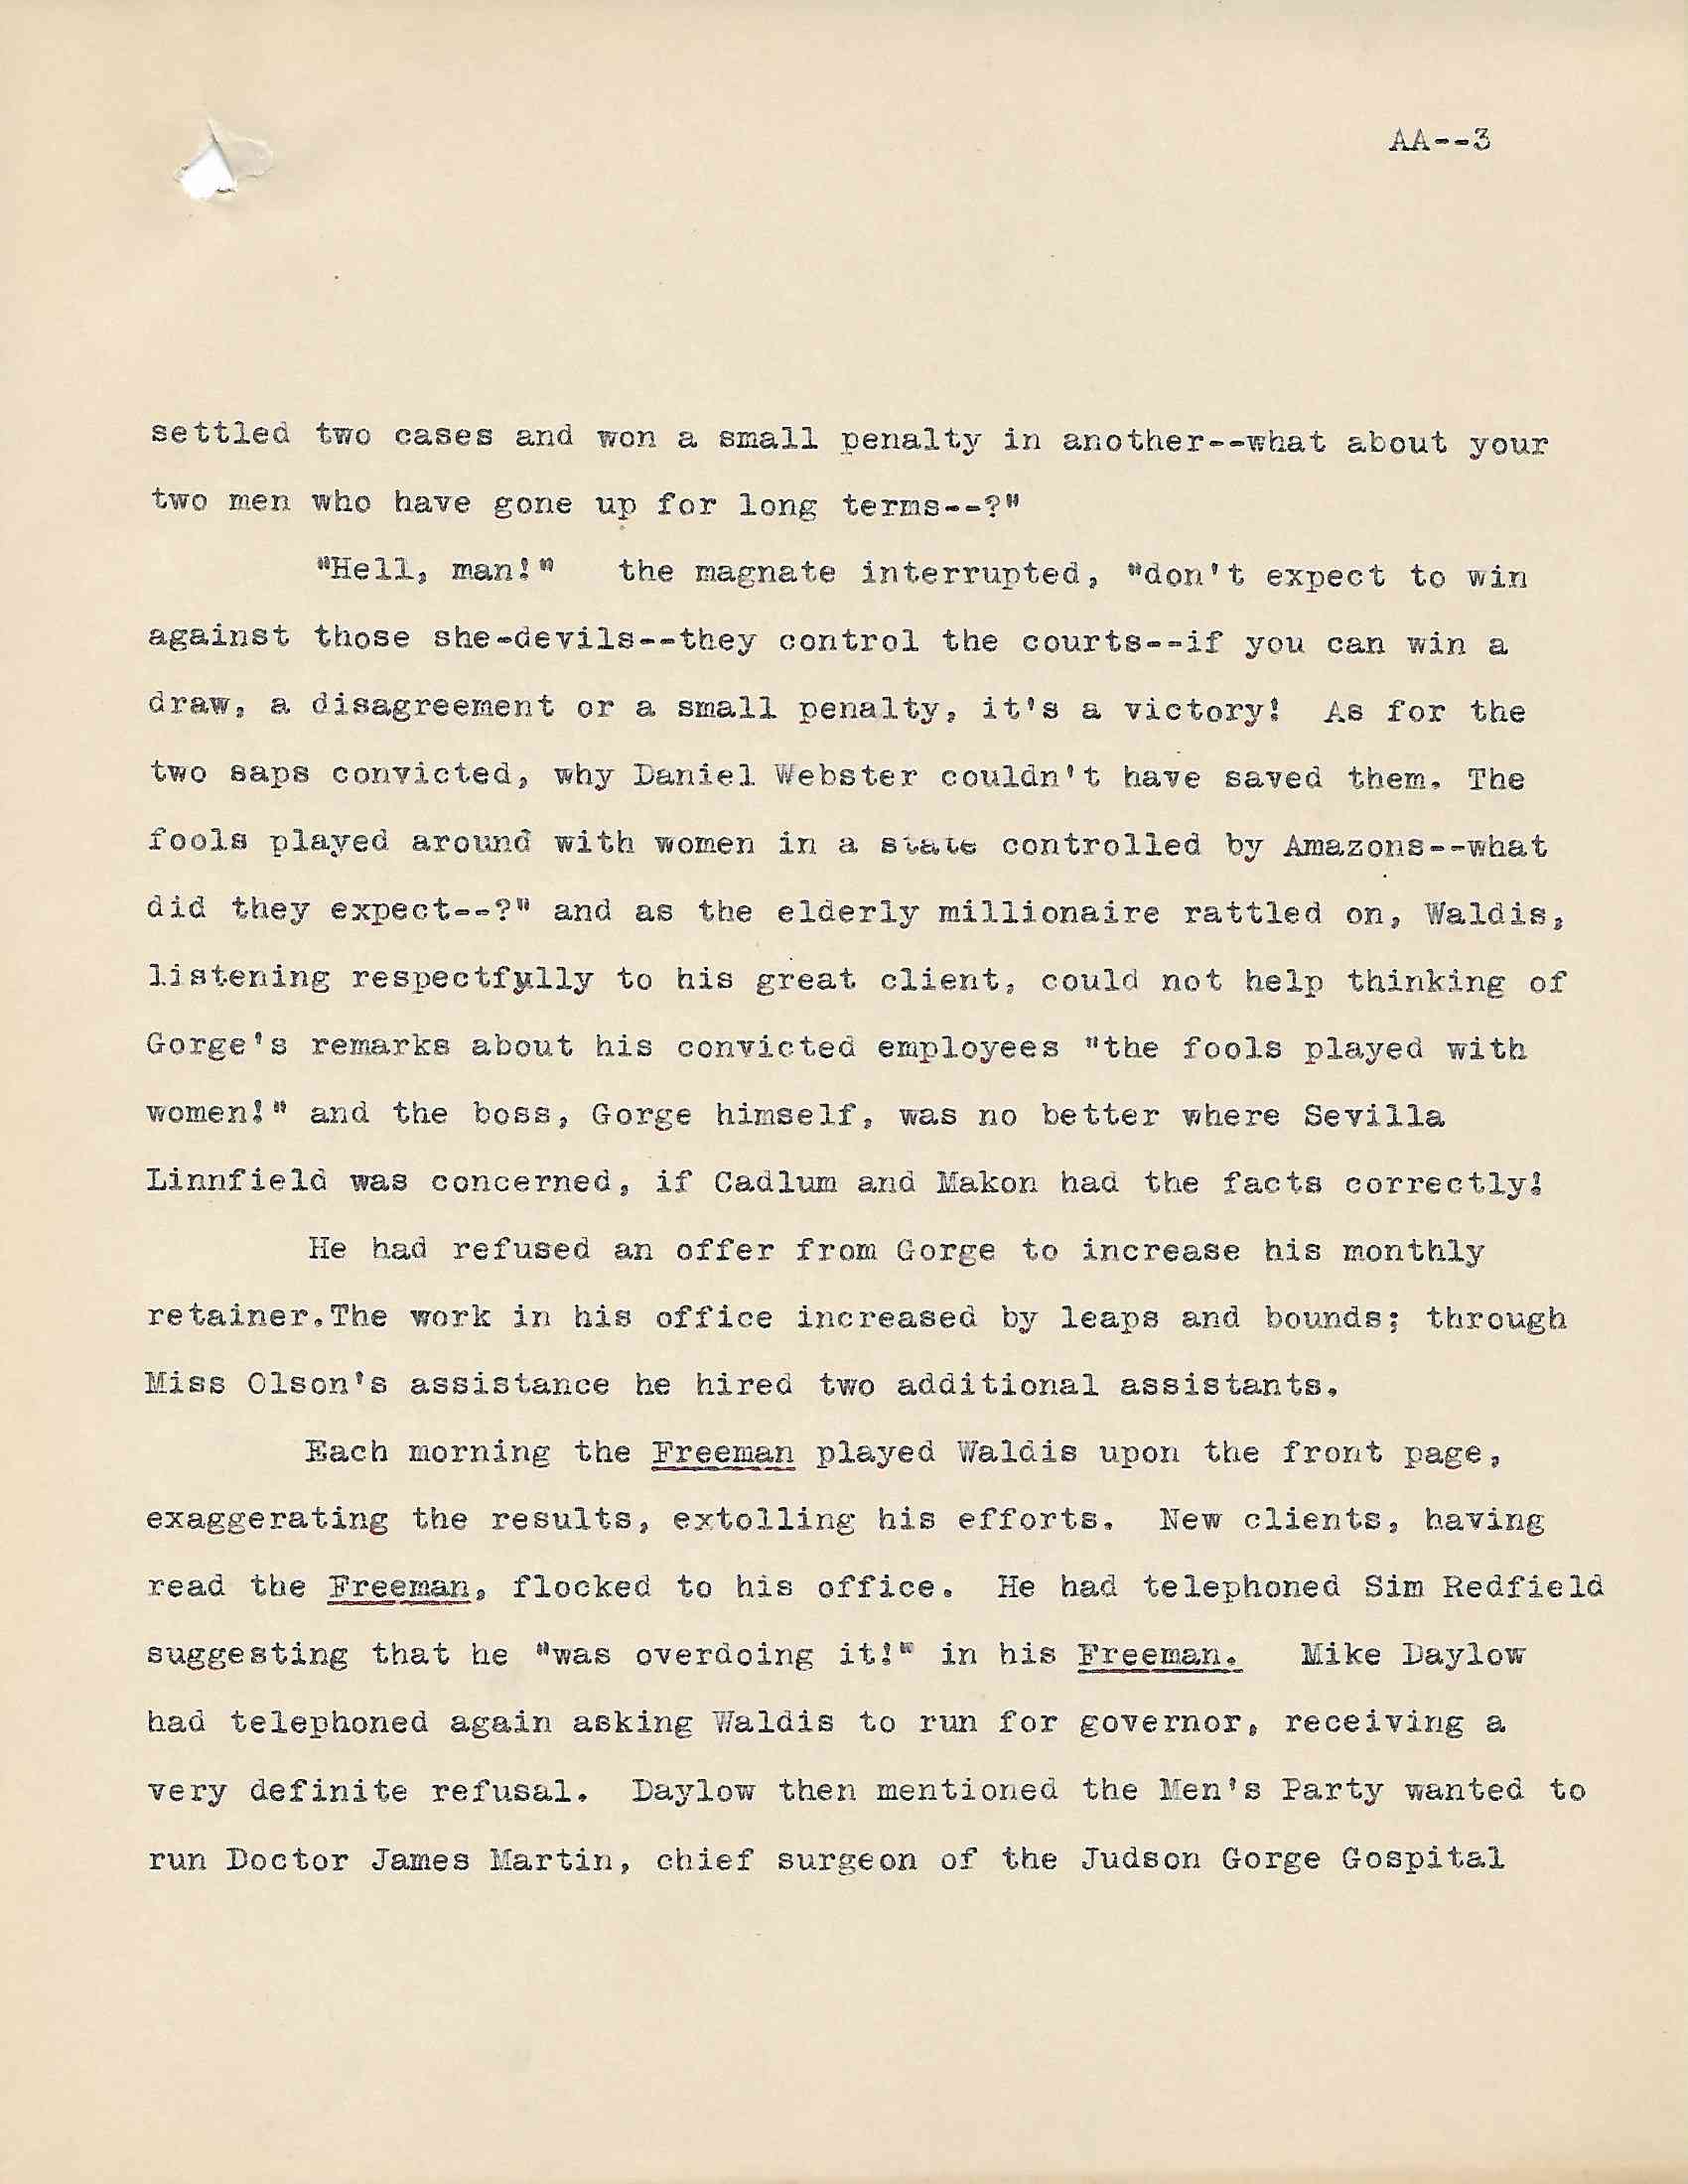 AA--3
settled two cases and won a small penalty in another--what about your
two men who have gone up for long terms--?"
"Hell, man!" the magnate interrupted, "don't expect to win
against those she-devils--they control the courts--if you can win a
draw, a disagreement or a small penalty, it's a victory! As for the
two saps convicted, why Daniel Webster couldn't have saved them. The
fools played around with women in a state controlled by Amazons--what
did they expect--?" and as the elderly millionaire rattled on, Waldis,
listening respectfully to his great client, could not help thinking of
Gorge's remarks about his convicted employees "the fools played with
women!" and the boss, Gorge himself, was no better where Sevilla
Linnfield was concerned, if Cadlum and Makon had the facts correctly!
He had refused an offer from Gorge to increase his monthly
retainer.The work in his office increased by leaps and bounds; through
Miss Olson's assistance he hired two additional assistants.
Each morning the Freeman played Waldis upon the front page,
exaggerating the results, extolling his efforts. New clients, having
read the Freeman, flocked to his office. He had telephoned Sim Redfield
suggesting that he "was overdoing it!" in his Freeman. Mike Daylow
had telephoned again asking Waldis to run for governor, receiving a
very definite refusal. Daylow then mentioned the Men's Party wanted to
run Doctor James Martin, chief surgeon of the Judson Gorge Gospital